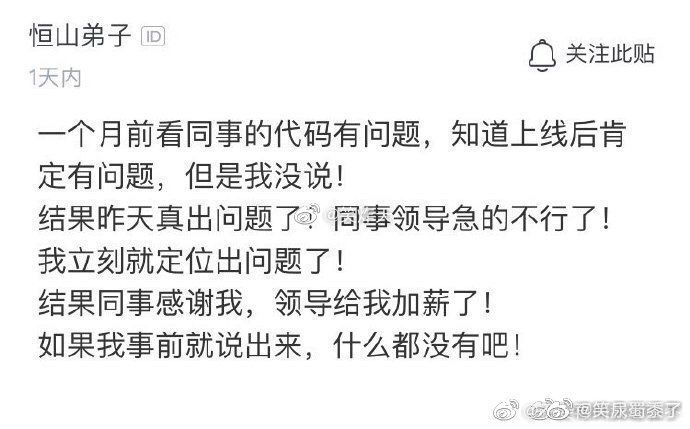 恒山弟子 ID
关注此贴
1天内
一个月前看同事的代码有问题，知道上线后肯
定有问题，但是我没说！
结果昨天真出问题了！同事领导急的不行了！
我立刻就定位出问题了！
结果同事感谢我，领导给我加薪了！
如果我事前就说出来，什么都没有吧！
@笑尿蜀黍了